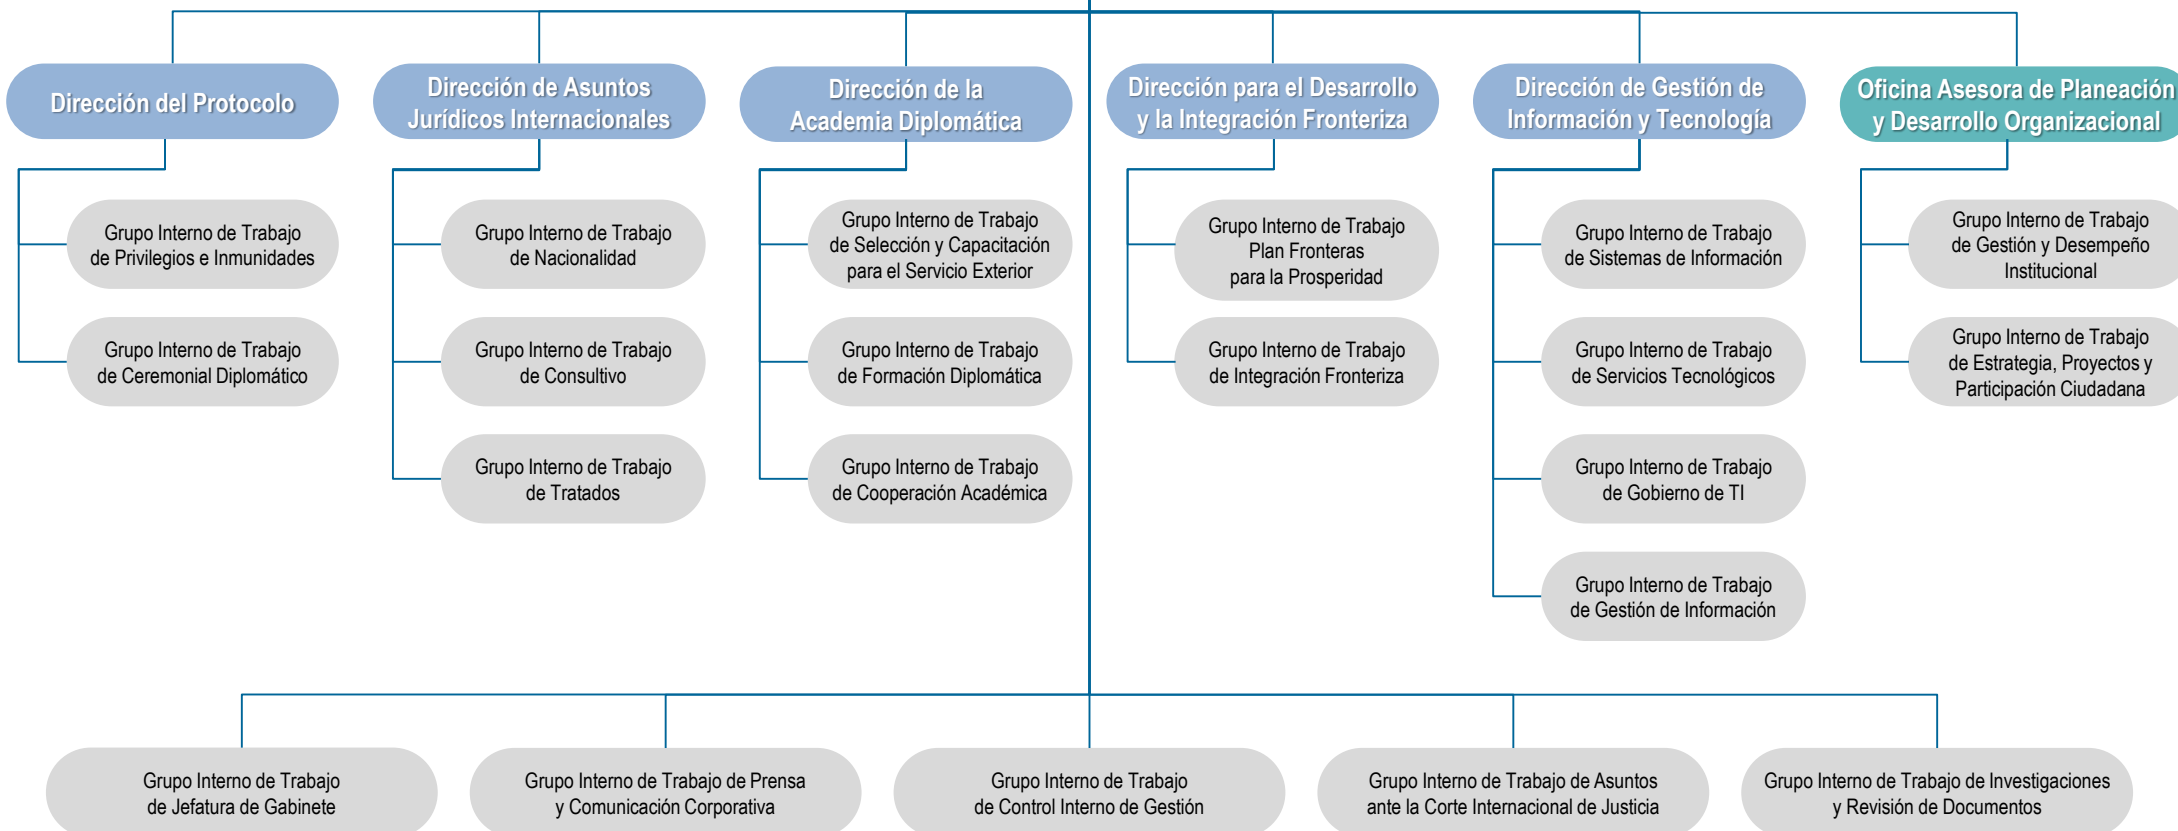 Dirección del Protocolo
Grupo Interno de Trabajo
de Privilegios e Inmunidades
Grupo Interno de Trabajo
de Ceremonial Diplomático
Dirección de Asuntos
Jurídicos Internacionales
Grupo Interno de Trabajo
de Nacionalidad
Grupo Interno de Trabajo
de Consultivo
Grupo Interno de Trabajo
de Tratados
Dirección de la
Academia Diplomática
Grupo Interno de Trabajo
de Selección y Capacitación
para el Servicio Exterior
Grupo Interno de Trabajo
de Formación Diplomática
Grupo Interno de Trabajo
de Cooperación Académica
Dirección para el Desarrollo
y la Integración Fronteriza
Grupo Interno de Trabajo
Plan Fronteras
para la Prosperidad
Grupo Interno de Trabajo
de Integración Fronteriza
Dirección de Gestión de
Información y Tecnología
Grupo Interno de Trabajo
de Sistemas de Información
Grupo Interno de Trabajo
de Servicios Tecnológicos
Grupo Interno de Trabajo
de Gobierno de TI
Grupo Interno de Trabajo
de Gestión de Información
Oficina Asesora de Planeación
y Desarrollo Organizacional
Grupo Interno de Trabajo
de Gestión y Desempeño
Institucional
Grupo Interno de Trabajo
de Estrategia, Proyectos y
Participación Ciudadana
Grupo Interno de Trabajo
de Jefatura de Gabinete
Grupo Interno de Trabajo de Prensa
y Comunicación Corporativa
Grupo Interno de Trabajo
de Control Interno de Gestión
Grupo Interno de Trabajo de Asuntos
ante la Corte Internacional de Justicia
Grupo Interno de Trabajo de Investigaciones
y Revisión de Documentos